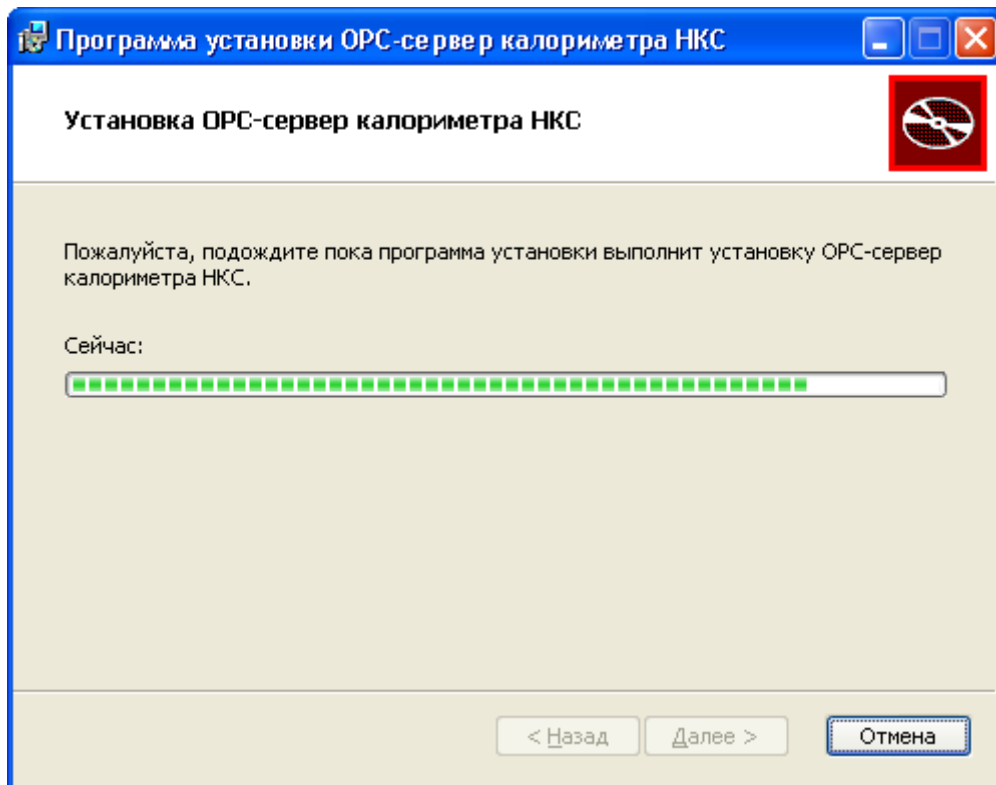 Программа установки OPC-сервер калориметра НКС
Установка OPC-сервер калориметра НКС
Пожалуйста, подождите пока программа установки выполнит установку OPC-сервер
калориметра НКС.
Сейчас:
< Назад
Далее >
Отмена